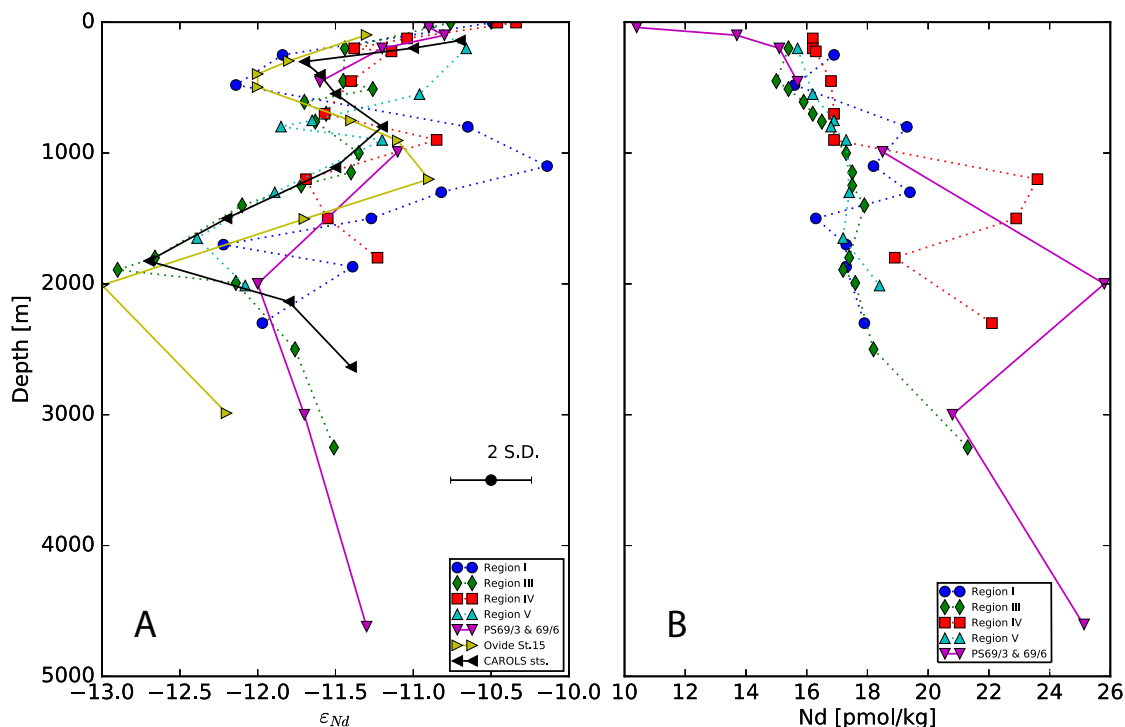 0
1000
2000
3000
4000
5000
Depth [m]
−13.0 −12.5 −12.0 −11.5 −11.0 −10.5 −10.0
εNd
2 S.D.
A
Region I
Region III
Region IV
Region V
PS69/3 & 69/6
Ovide St.15
CAROLS sts.
B
Region I
Region III
Region IV
Region V
PS69/3 & 69/6
10 12 14 16 18 20 22 24 26
Nd [pmol/kg]